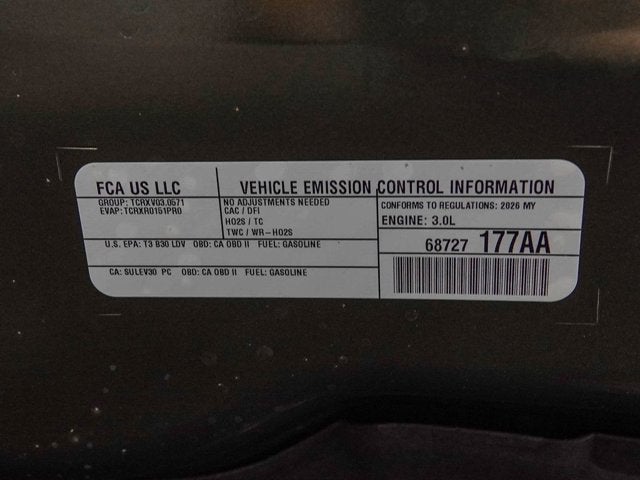 FCA US LLC
VEHICLE EMISSION CONTROL INFORMATION
GROUP: TCRXV03.0571
EVAP: TCRXR0151PR0
NO ADJUSTMENTS NEEDED
CAC / DFI
HO2S / TC
TWC / WR-HO2S
CONFORMS TO REGULATIONS: 2026 MY
ENGINE: 3.0L
U.S. EPA: T3 B30 LDV OBD: CA OBD II FUEL: GASOLINE
68727 177AA
CA: SULEV30 PC OBD: CA OBD II FUEL: GASOLINE